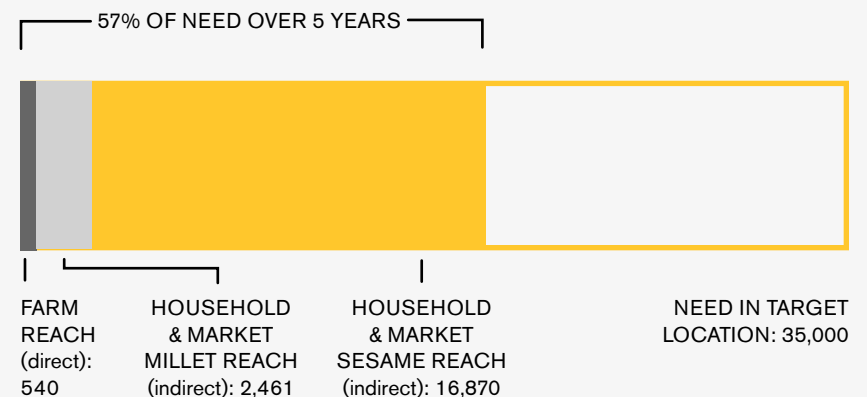 57% OF NEED OVER 5 YEARS
FARM
REACH
(direct):
540
HOUSEHOLD
& MARKET
MILLET REACH
(indirect): 2,461
HOUSEHOLD
& MARKET
SESAME REACH
(indirect): 16,870
NEED IN TARGET
LOCATION: 35,000